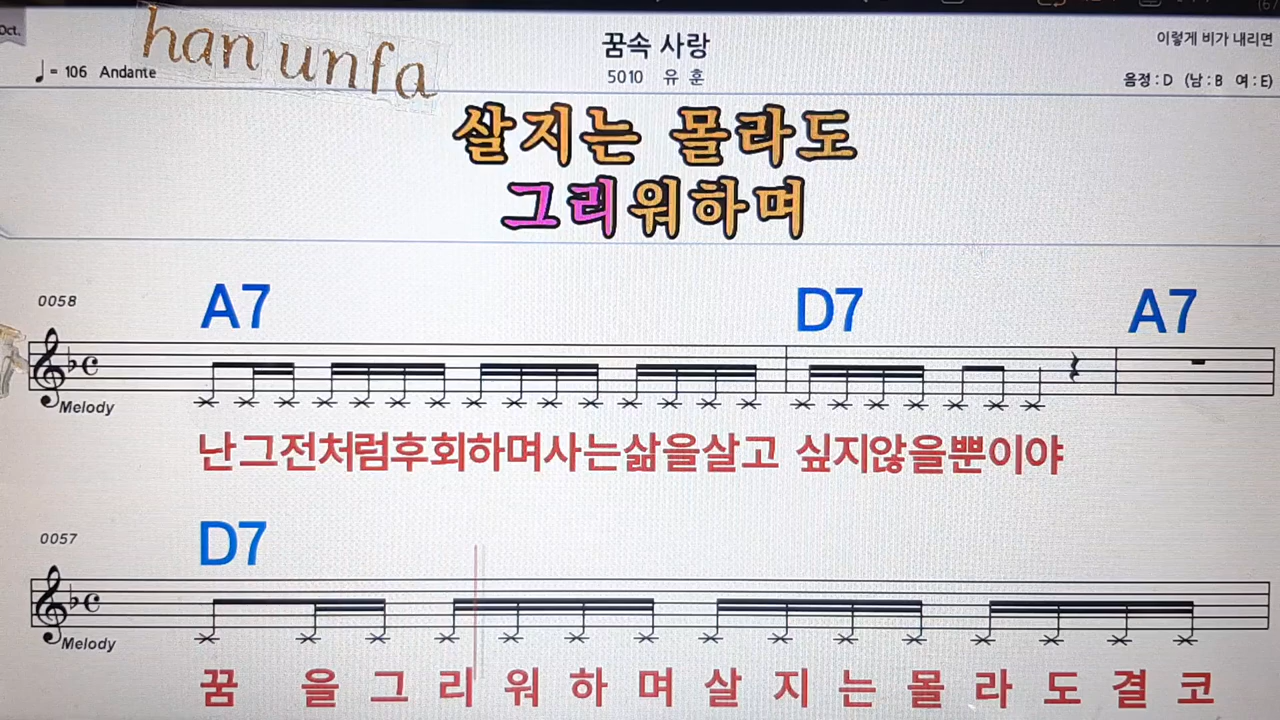 Oct.
han unfa
꿈속 사랑
이렇게 비가 내리면
♩= 106 Andante
5010 유 훈
음정 : D (남 : B 여 : E)
살지는 몰라도
그리워하며
0058
A7 D7 A7
Melody
난그전처럼후회하며사는삶을살고 싶지않을뿐이야
0057
D7
Melody
꿈 을 그 리 워 하 며 살 지 는 몰 라 도 결 코